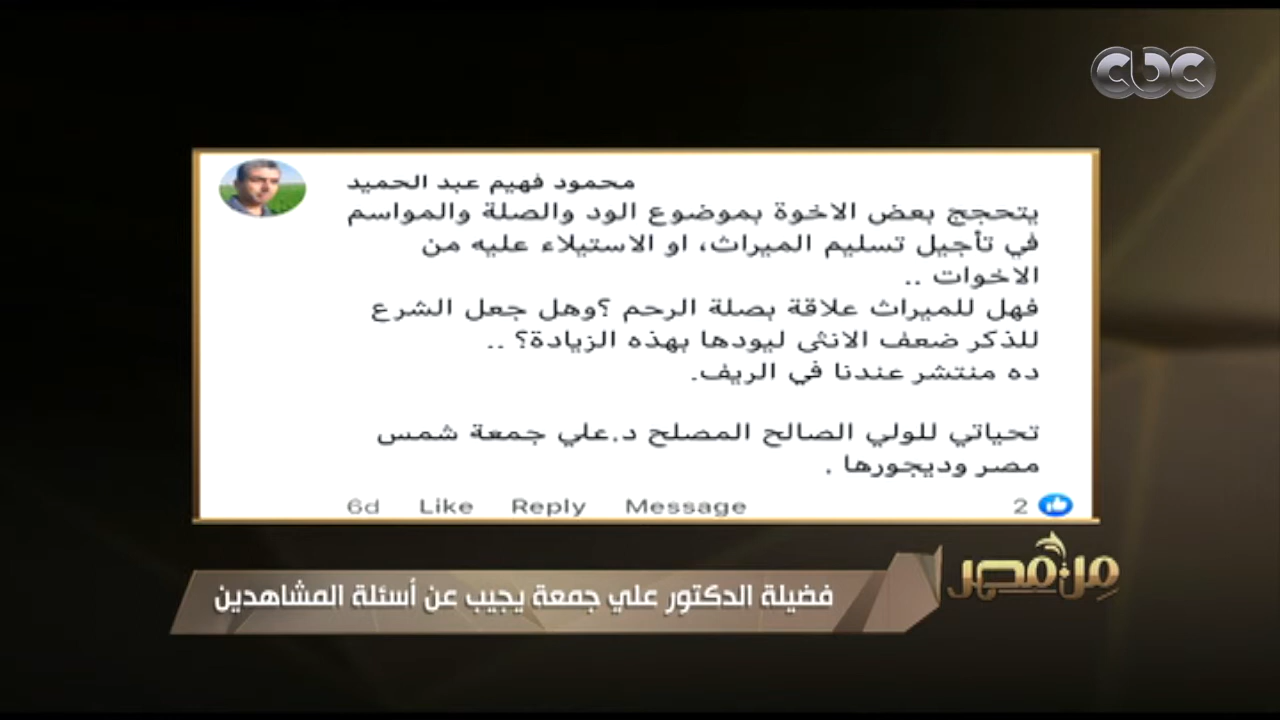 cbc
محمود فهيم عبد الحميد
يتحجج بعض الاخوة بموضوع الود والصلة والمواسم
في تأجيل تسليم الميراث، او الاستيلاء عليه من
الاخوات ..
فهل للميراث علاقة بصلة الرحم ؟وهل جعل الشرع
للذكر ضعف الانثى ليودها بهذه الزيادة؟ ..
ده منتشر عندنا في الريف.
تحياتي للولي الصالح المصلح د.علي جمعة شمس
مصر وديجورها .
6d Like Reply Message 2
من مصر
فضيلة الدكتور علي جمعة يجيب عن أسئلة المشاهدين